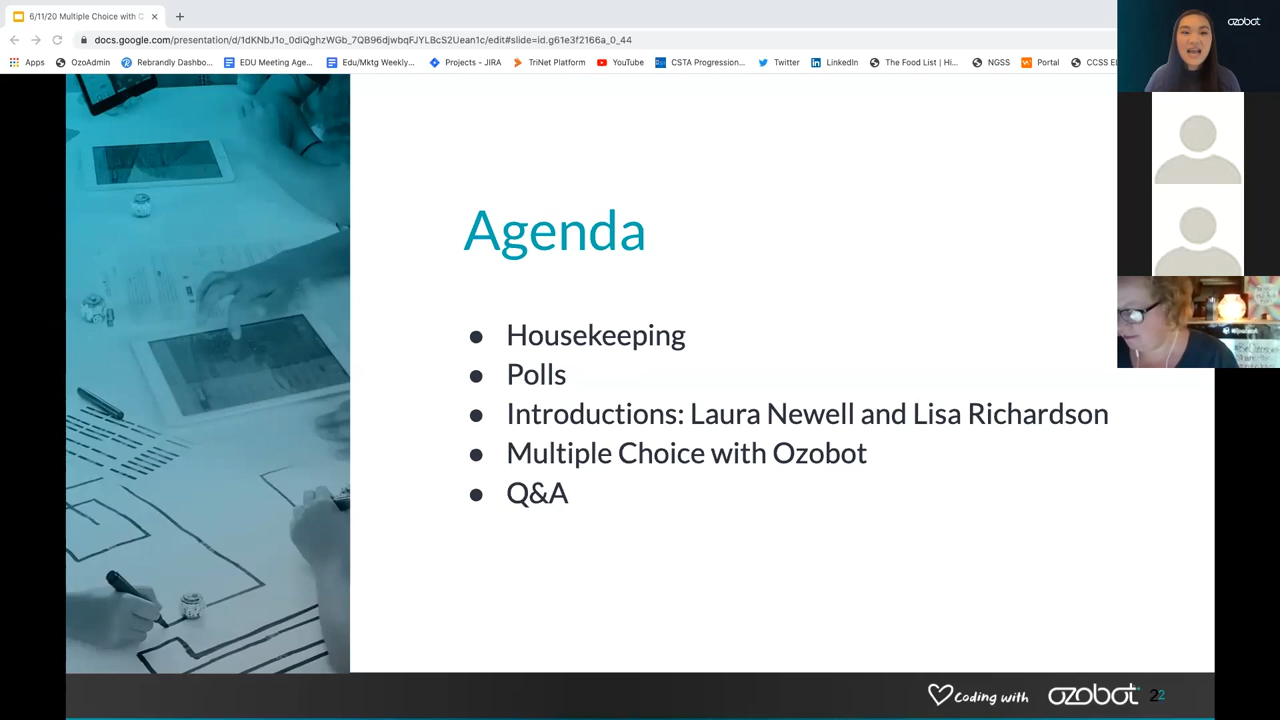 6/11/20 Multiple Choice with
docs.google.com/presentation/d/1dKNbJ1o_0diQghzWGb_7QB96djwbqFJYLBcS2Uean1c/edit#slide=id.g61e3f2166a_0_44
Apps OzoAdmin Rebrandly Dashbo... EDU Meeting Age... Edu/Mktg Weekly... Projects - JIRA TriNet Platform YouTube CSTA Progression... Twitter LinkedIn The Food List | Hi... NGSS Portal CCSS EL
ozobot
Agenda
● Housekeeping
● Polls
● Introductions: Laura Newell and Lisa Richardson
● Multiple Choice with Ozobot
● Q&A
Coding with ozobot